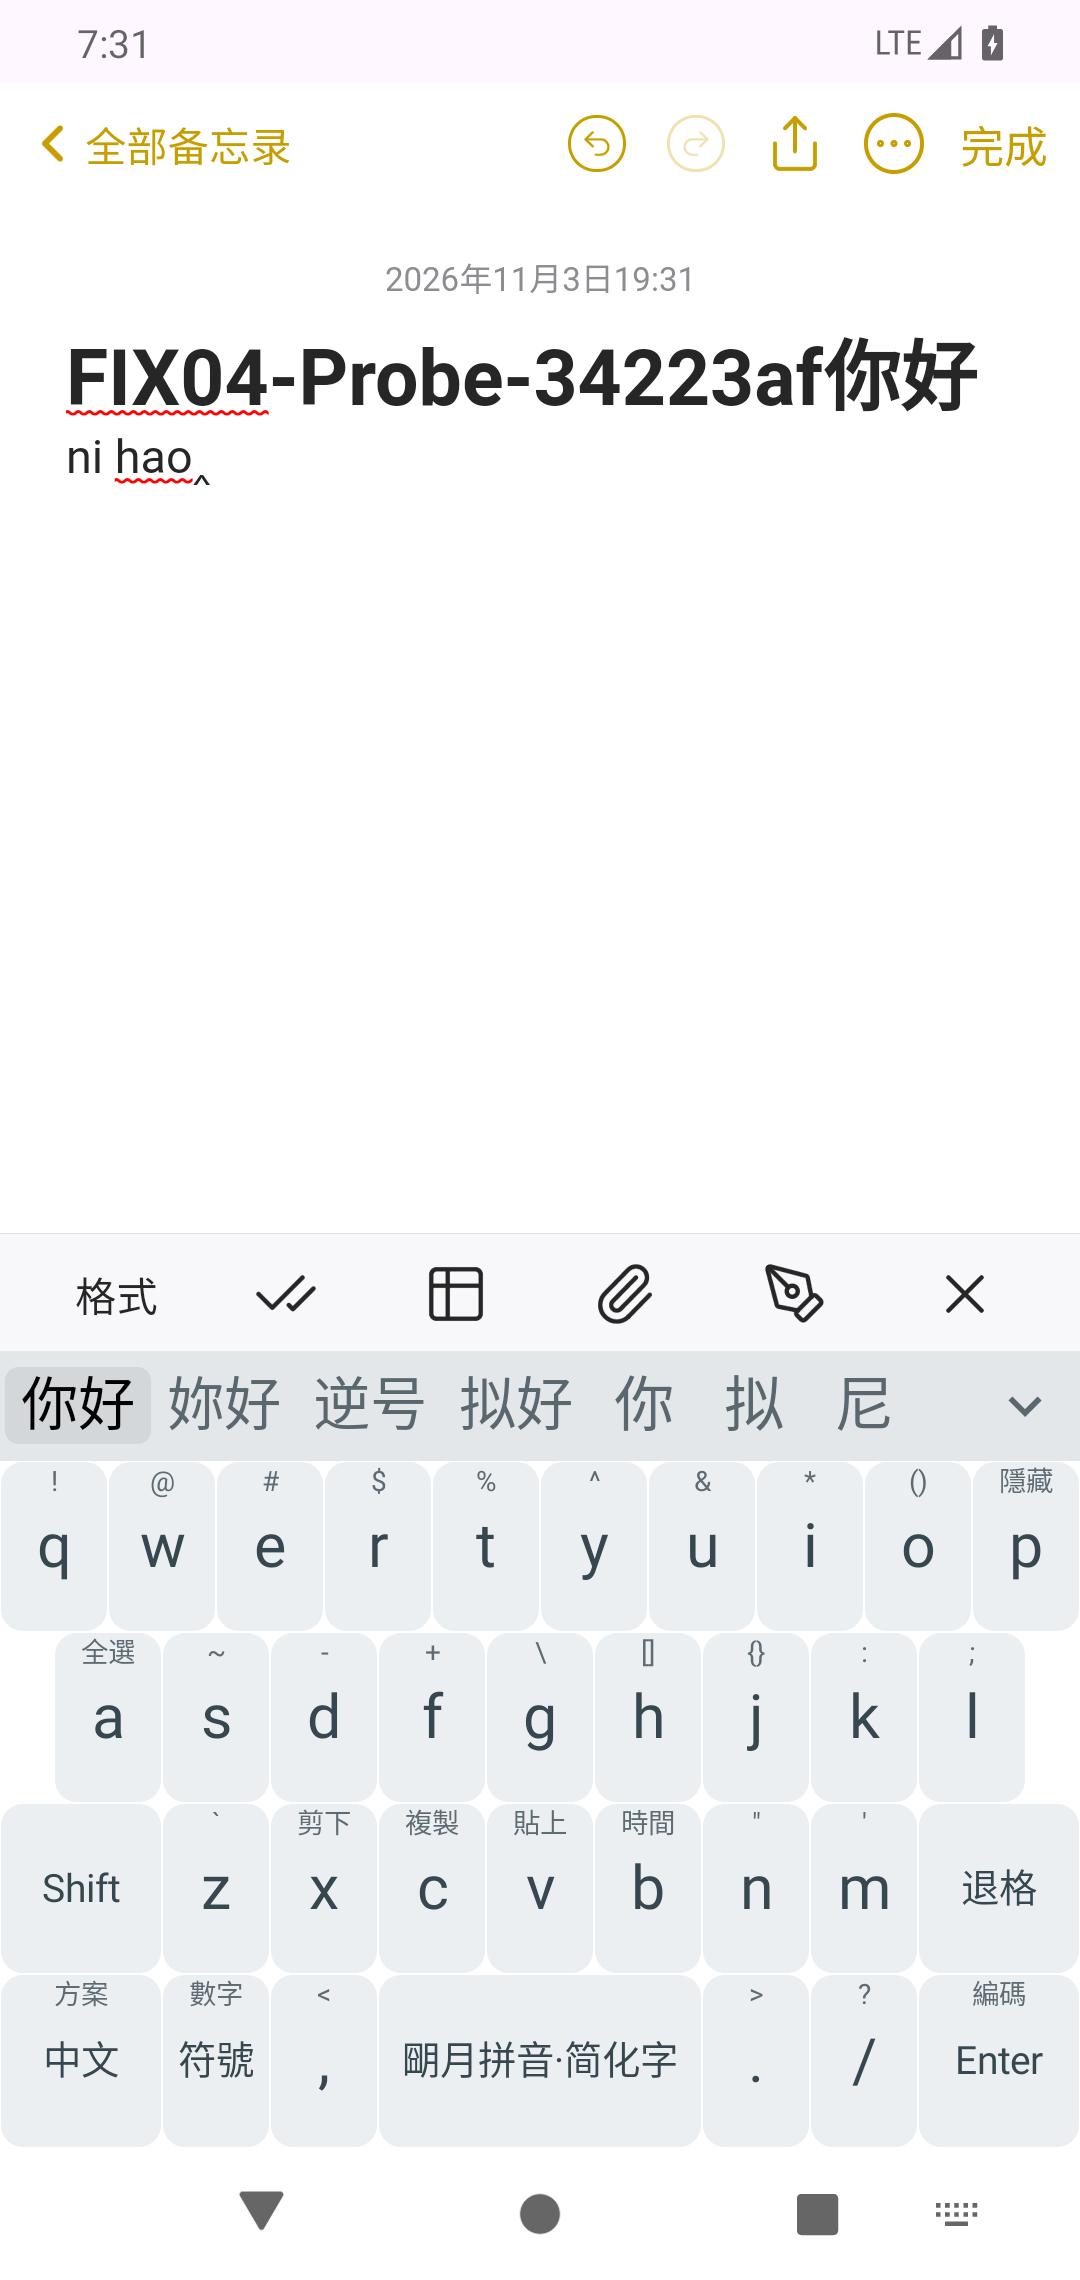 7:31 LTE
全部备忘录 完成
2026年11月3日19:31
FIX04-Probe-34223af你好
ni hao‸
格式
你好 妳好 逆号 拟好 你 拟 尼
! @ # $ % ^ & * () 隱藏
q w e r t y u i o p
全選 ~ - + \ [] {} : ;
a s d f g h j k l
` 剪下 複製 貼上 時間 " '
Shift z x c v b n m 退格
方案 數字 < > ? 編碼
中文 符號 , 朙月拼音·简化字 . / Enter